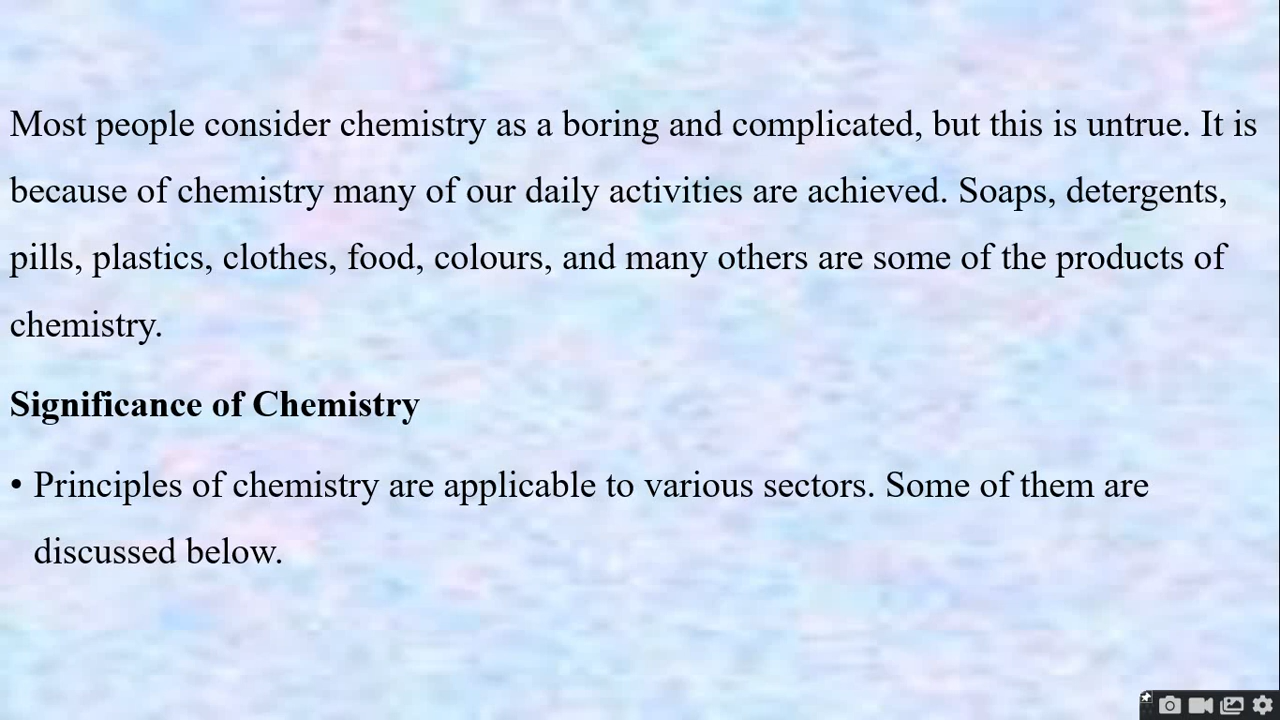 Most people consider chemistry as a boring and complicated, but this is untrue. It is
because of chemistry many of our daily activities are achieved. Soaps, detergents,
pills, plastics, clothes, food, colours, and many others are some of the products of
chemistry.
Significance of Chemistry
• Principles of chemistry are applicable to various sectors. Some of them are
discussed below.